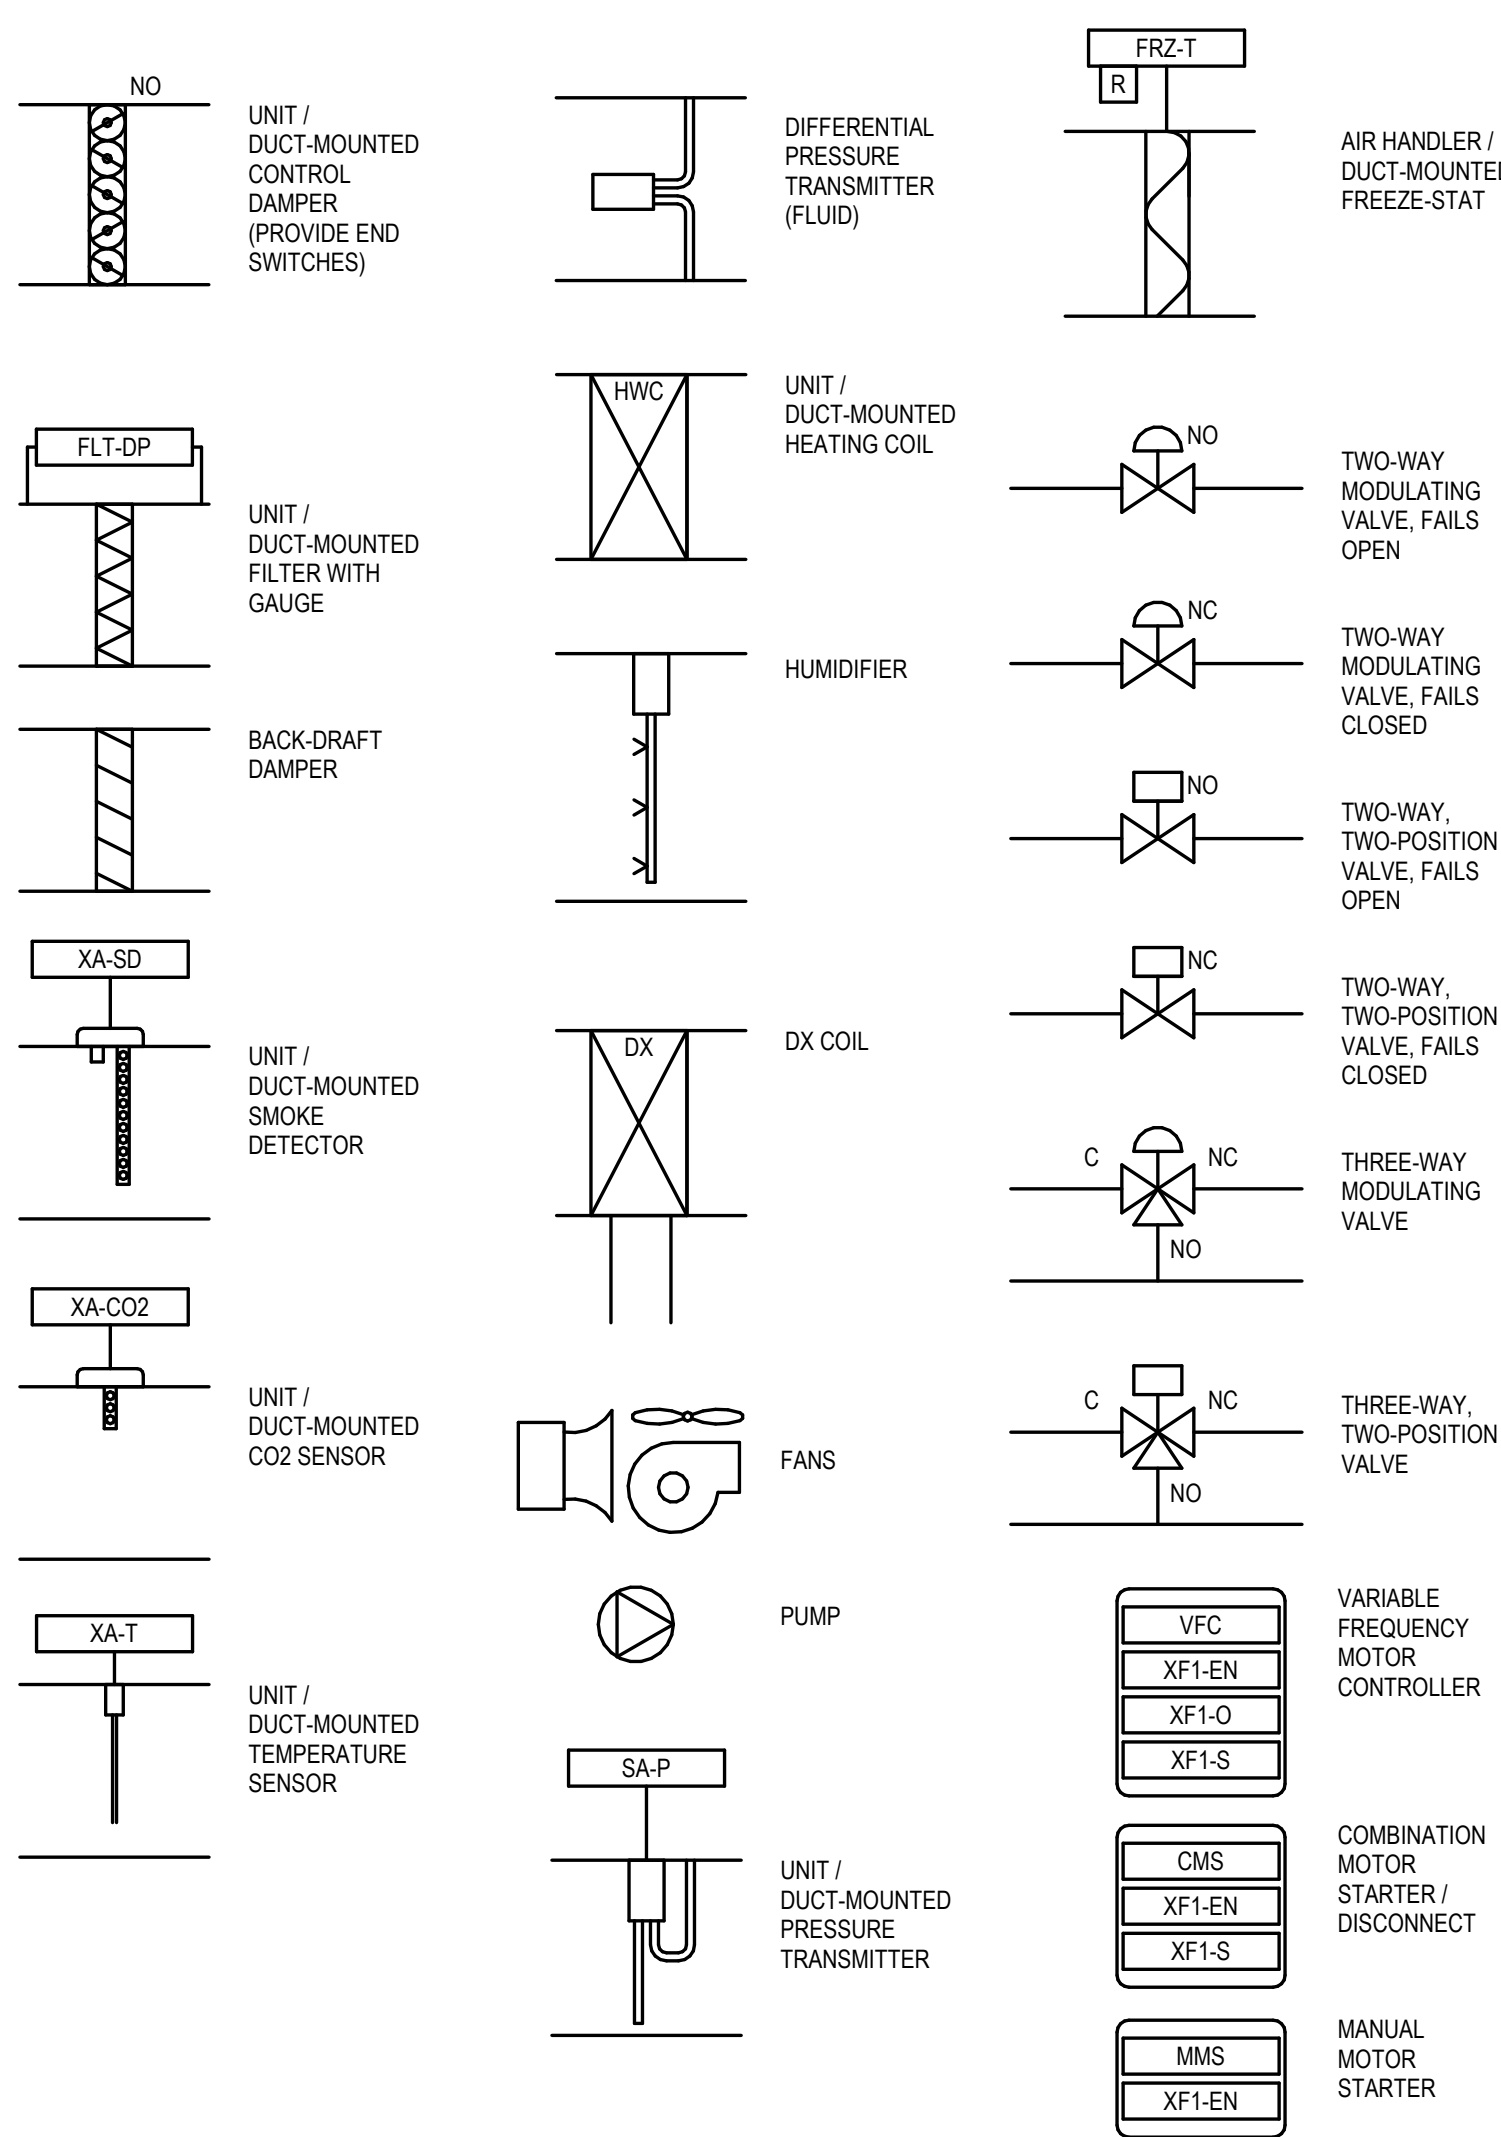 NO
UNIT /
DUCT-MOUNTED
CONTROL
DAMPER
(PROVIDE END
SWITCHES)
FLT-DP
UNIT /
DUCT-MOUNTED
FILTER WITH
GAUGE
BACK-DRAFT
DAMPER
XA-SD
UNIT /
DUCT-MOUNTED
SMOKE
DETECTOR
XA-CO2
UNIT /
DUCT-MOUNTED
CO2 SENSOR
XA-T
UNIT /
DUCT-MOUNTED
TEMPERATURE
SENSOR
DIFFERENTIAL
PRESSURE
TRANSMITTER
(FLUID)
HWC
UNIT /
DUCT-MOUNTED
HEATING COIL
HUMIDIFIER
DX
DX COIL
FANS
PUMP
SA-P
UNIT /
DUCT-MOUNTED
PRESSURE
TRANSMITTER
FRZ-T
R
AIR HANDLER /
DUCT-MOUNTED
FREEZE-STAT
NO
TWO-WAY
MODULATING
VALVE, FAILS
OPEN
NC
TWO-WAY
MODULATING
VALVE, FAILS
CLOSED
NO
TWO-WAY,
TWO-POSITION
VALVE, FAILS
OPEN
NC
TWO-WAY,
TWO-POSITION
VALVE, FAILS
CLOSED
C
NC
NO
THREE-WAY
MODULATING
VALVE
C
NC
NO
THREE-WAY,
TWO-POSITION
VALVE
VFC
XF1-EN
XF1-O
XF1-S
VARIABLE
FREQUENCY
MOTOR
CONTROLLER
CMS
XF1-EN
XF1-S
COMBINATION
MOTOR
STARTER /
DISCONNECT
MMS
XF1-EN
MANUAL
MOTOR
STARTER